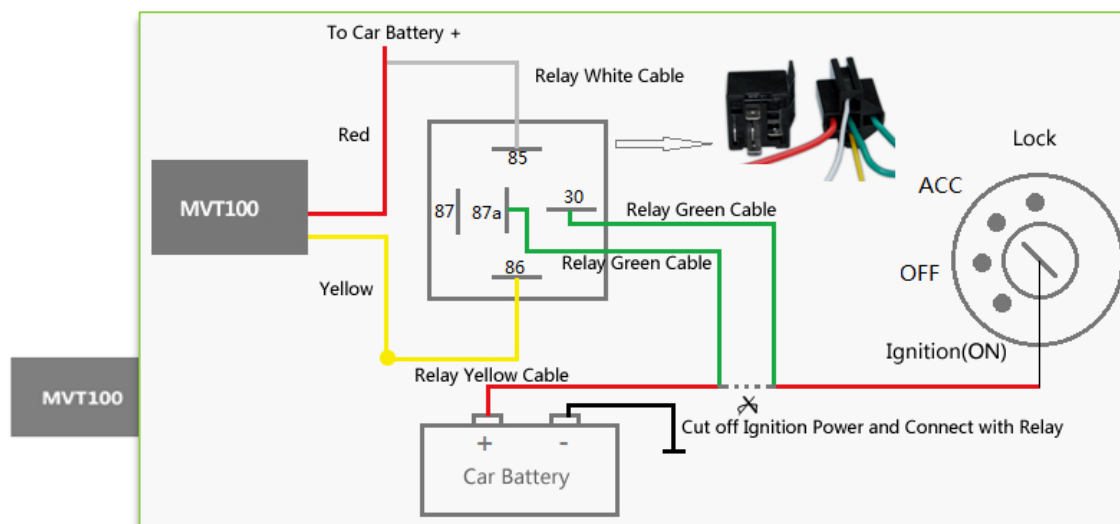 To Car Battery +
Relay White Cable
Red
Lock
85
ACC
MVT100
87
87a
30
Relay Green Cable
86
Relay Green Cable
OFF
Yellow
Ignition(ON)
MVT100
Relay Yellow Cable
Cut off Ignition Power and Connect with Relay
+
-
Car Battery